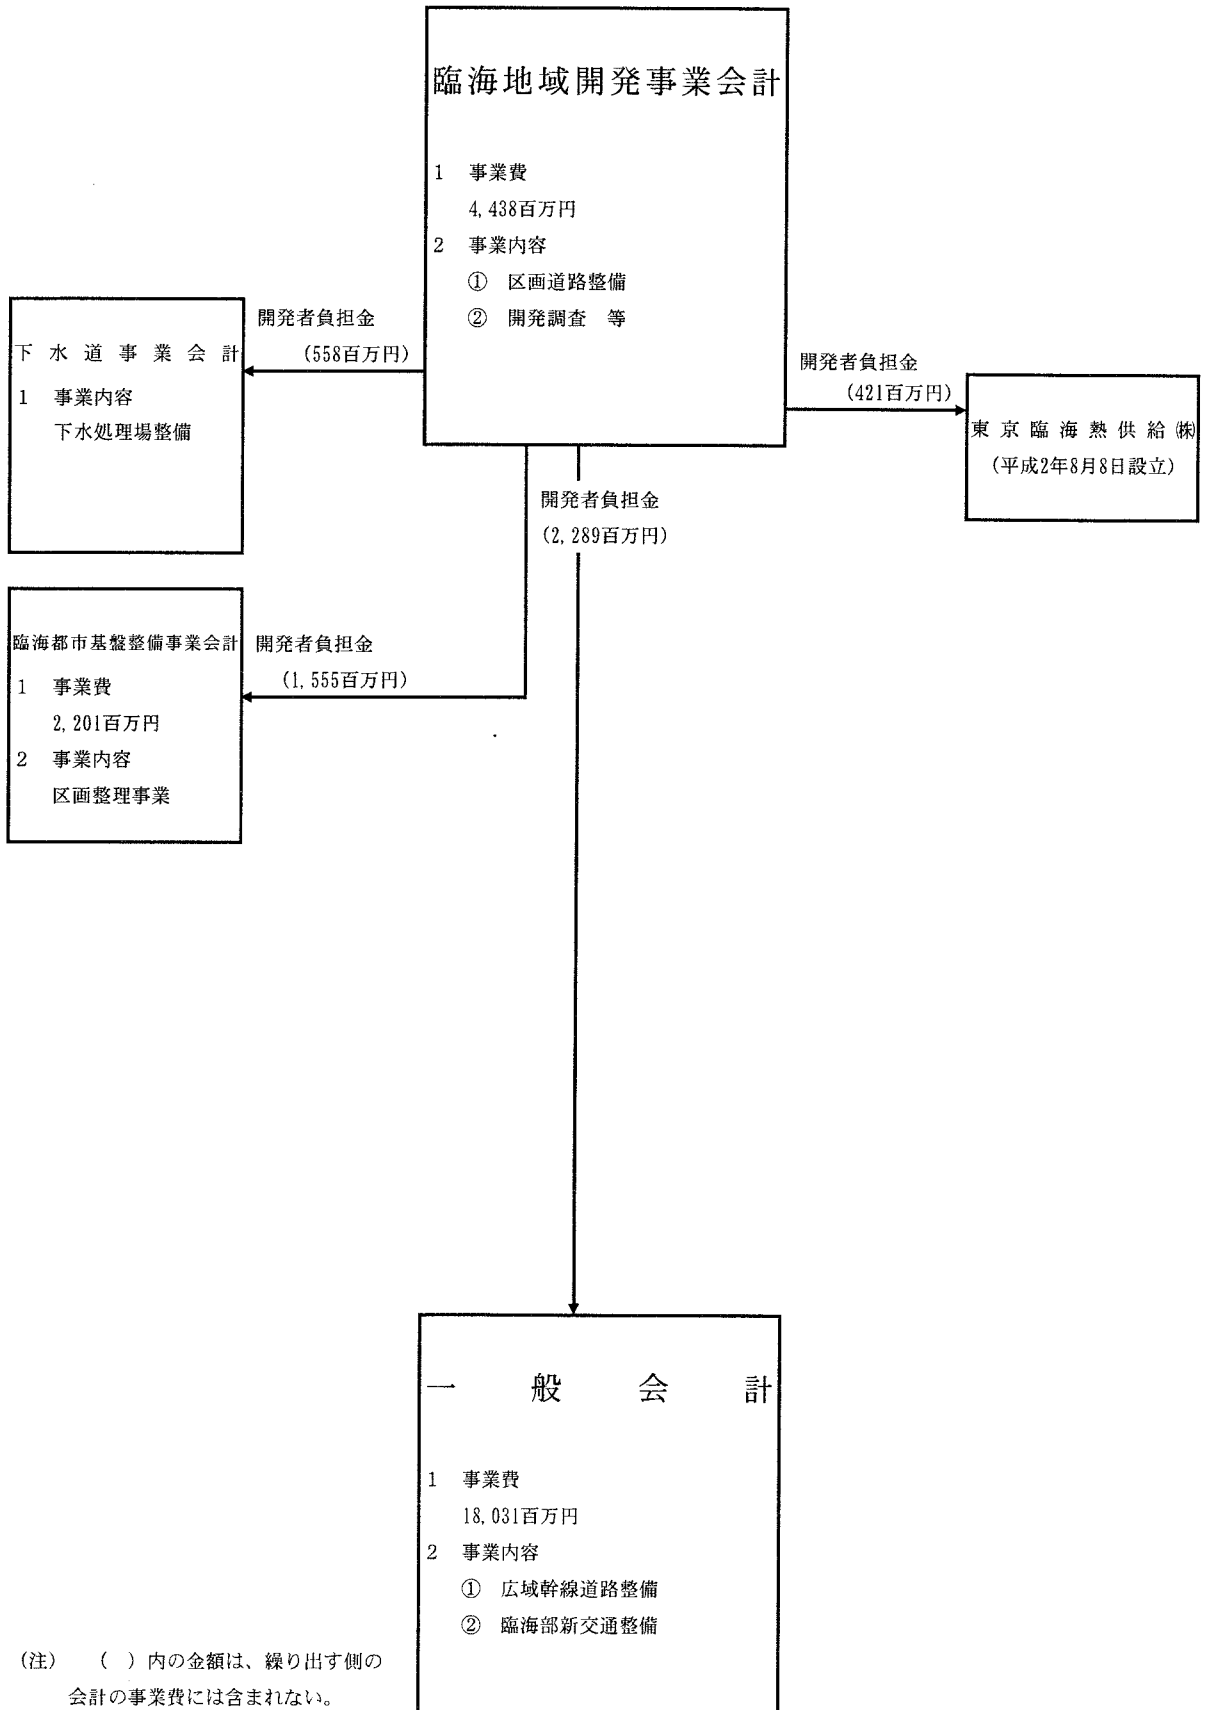 臨海地域開発事業会計
1 事業費
4,438百万円
2 事業内容
① 区画道路整備
② 開発調査 等
開発者負担金
(558百万円)
下水道事業会計
1 事業内容
下水処理場整備
開発者負担金
(421百万円)
東京臨海熱供給㈱
(平成2年8月8日設立)
開発者負担金
(2,289百万円)
臨海都市基盤整備事業会計
1 事業費
2,201百万円
2 事業内容
区画整理事業
開発者負担金
(1,555百万円)
一般会計
1 事業費
18,031百万円
2 事業内容
① 広域幹線道路整備
② 臨海部新交通整備
(注) ( )内の金額は、繰り出す側の
会計の事業費には含まれない。